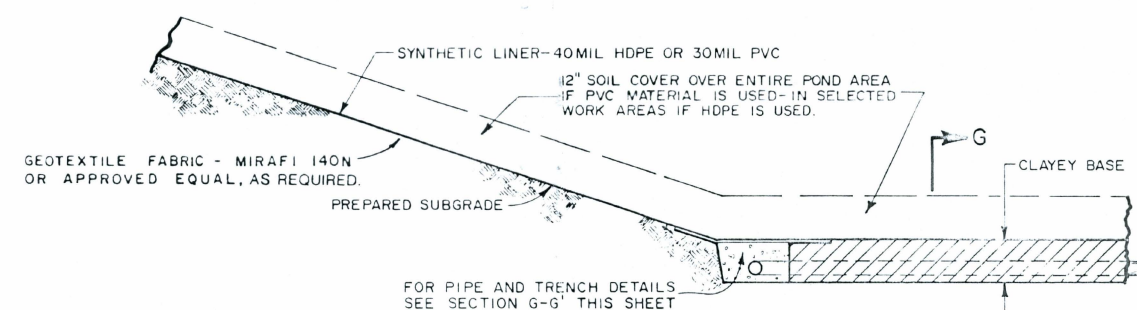 SYNTHETIC LINER-40MIL HDPE OR 30MIL PVC
12" SOIL COVER OVER ENTIRE POND AREA
IF PVC MATERIAL IS USED-IN SELECTED
WORK AREAS IF HDPE IS USED.
G
CLAYEY BASE
GEOTEXTILE FABRIC - MIRAFI 140N
OR APPROVED EQUAL, AS REQUIRED.
PREPARED SUBGRADE
FOR PIPE AND TRENCH DETAILS
SEE SECTION G-G' THIS SHEET